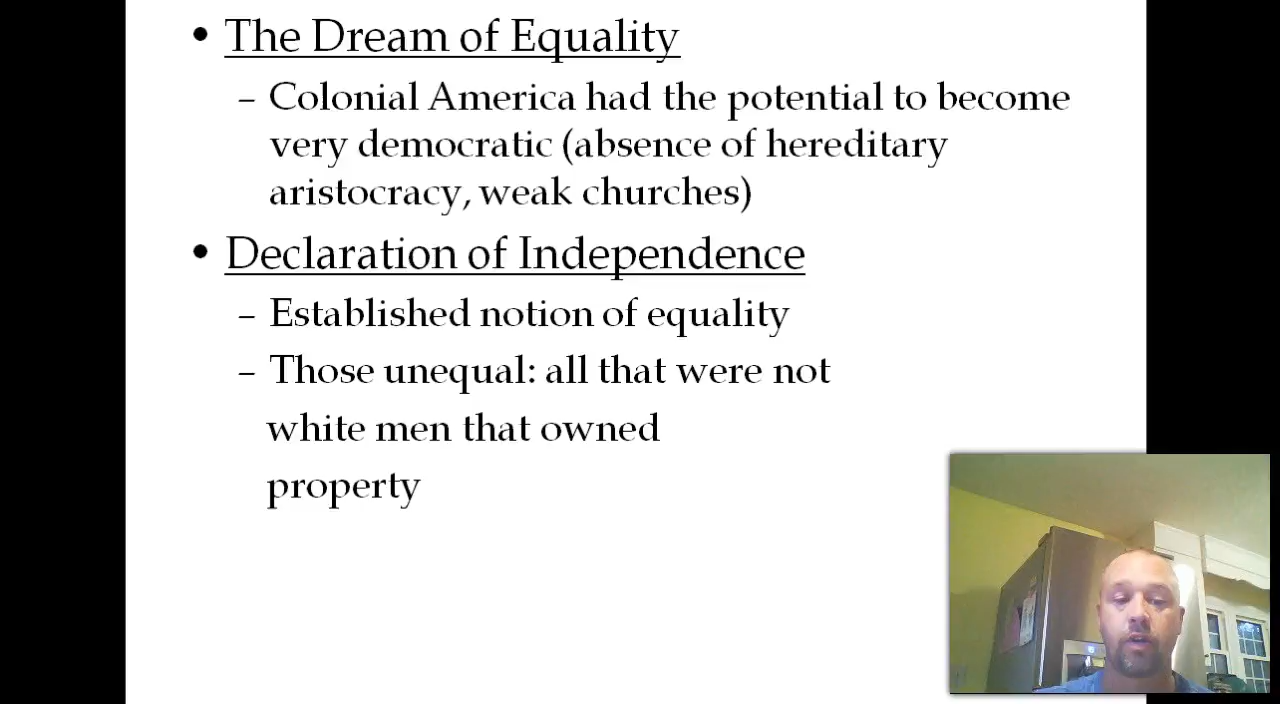 • The Dream of Equality
– Colonial America had the potential to become
very democratic (absence of hereditary
aristocracy, weak churches)
• Declaration of Independence
– Established notion of equality
– Those unequal: all that were not
white men that owned
property